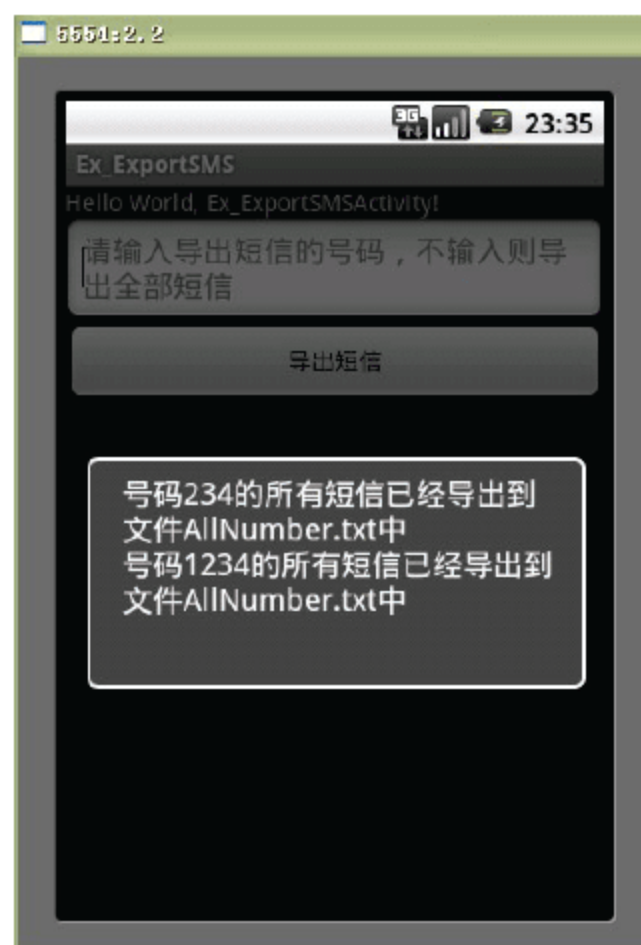 5554:2.2
3G
23:35
Ex_ExportSMS
Hello World, Ex_ExportSMSActivity!
请输入导出短信的号码，不输入则导
出全部短信
导出短信
号码234的所有短信已经导出到
文件AllNumber.txt中
号码1234的所有短信已经导出到
文件AllNumber.txt中